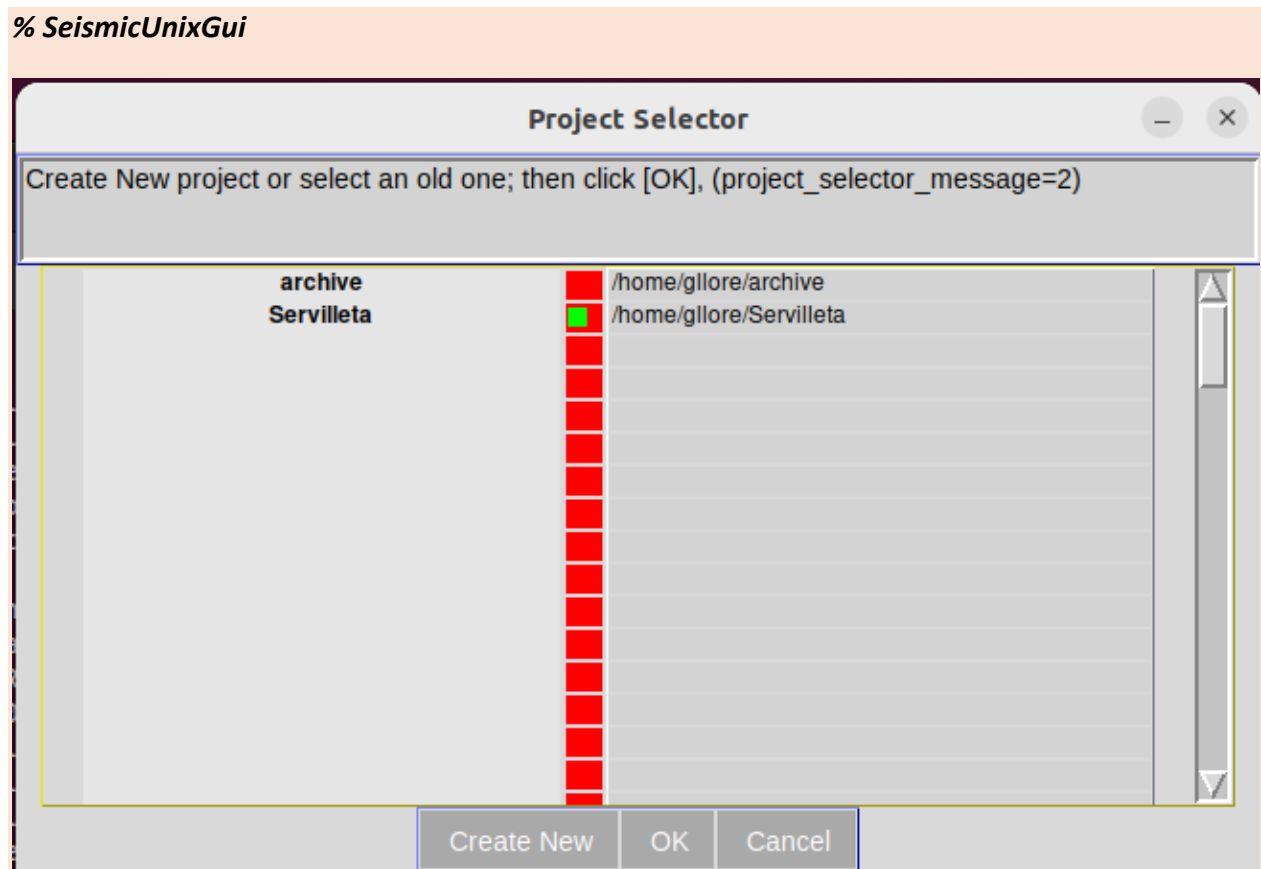 % SeismicUnixGui
Project Selector
Create New project or select an old one; then click [OK], (project_selector_message=2)
archive /home/gllore/archive
Servilleta /home/gllore/Servilleta
Create New OK Cancel